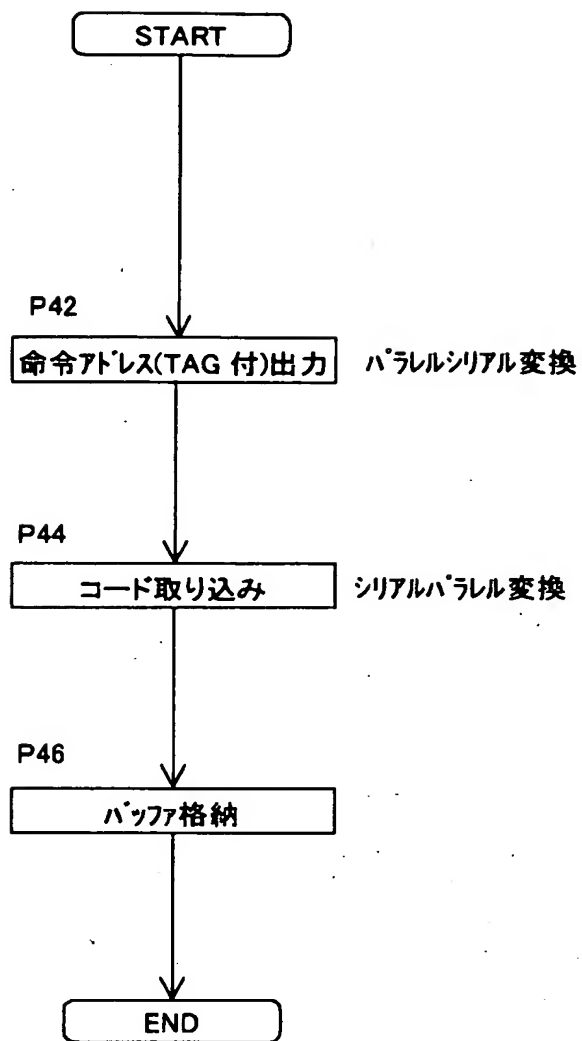 START
P42
命令アドレス(TAG 付)出力 パラレルシリアル変換
P44
コード取り込み シリアルパラレル変換
P46
バッファ格納
END